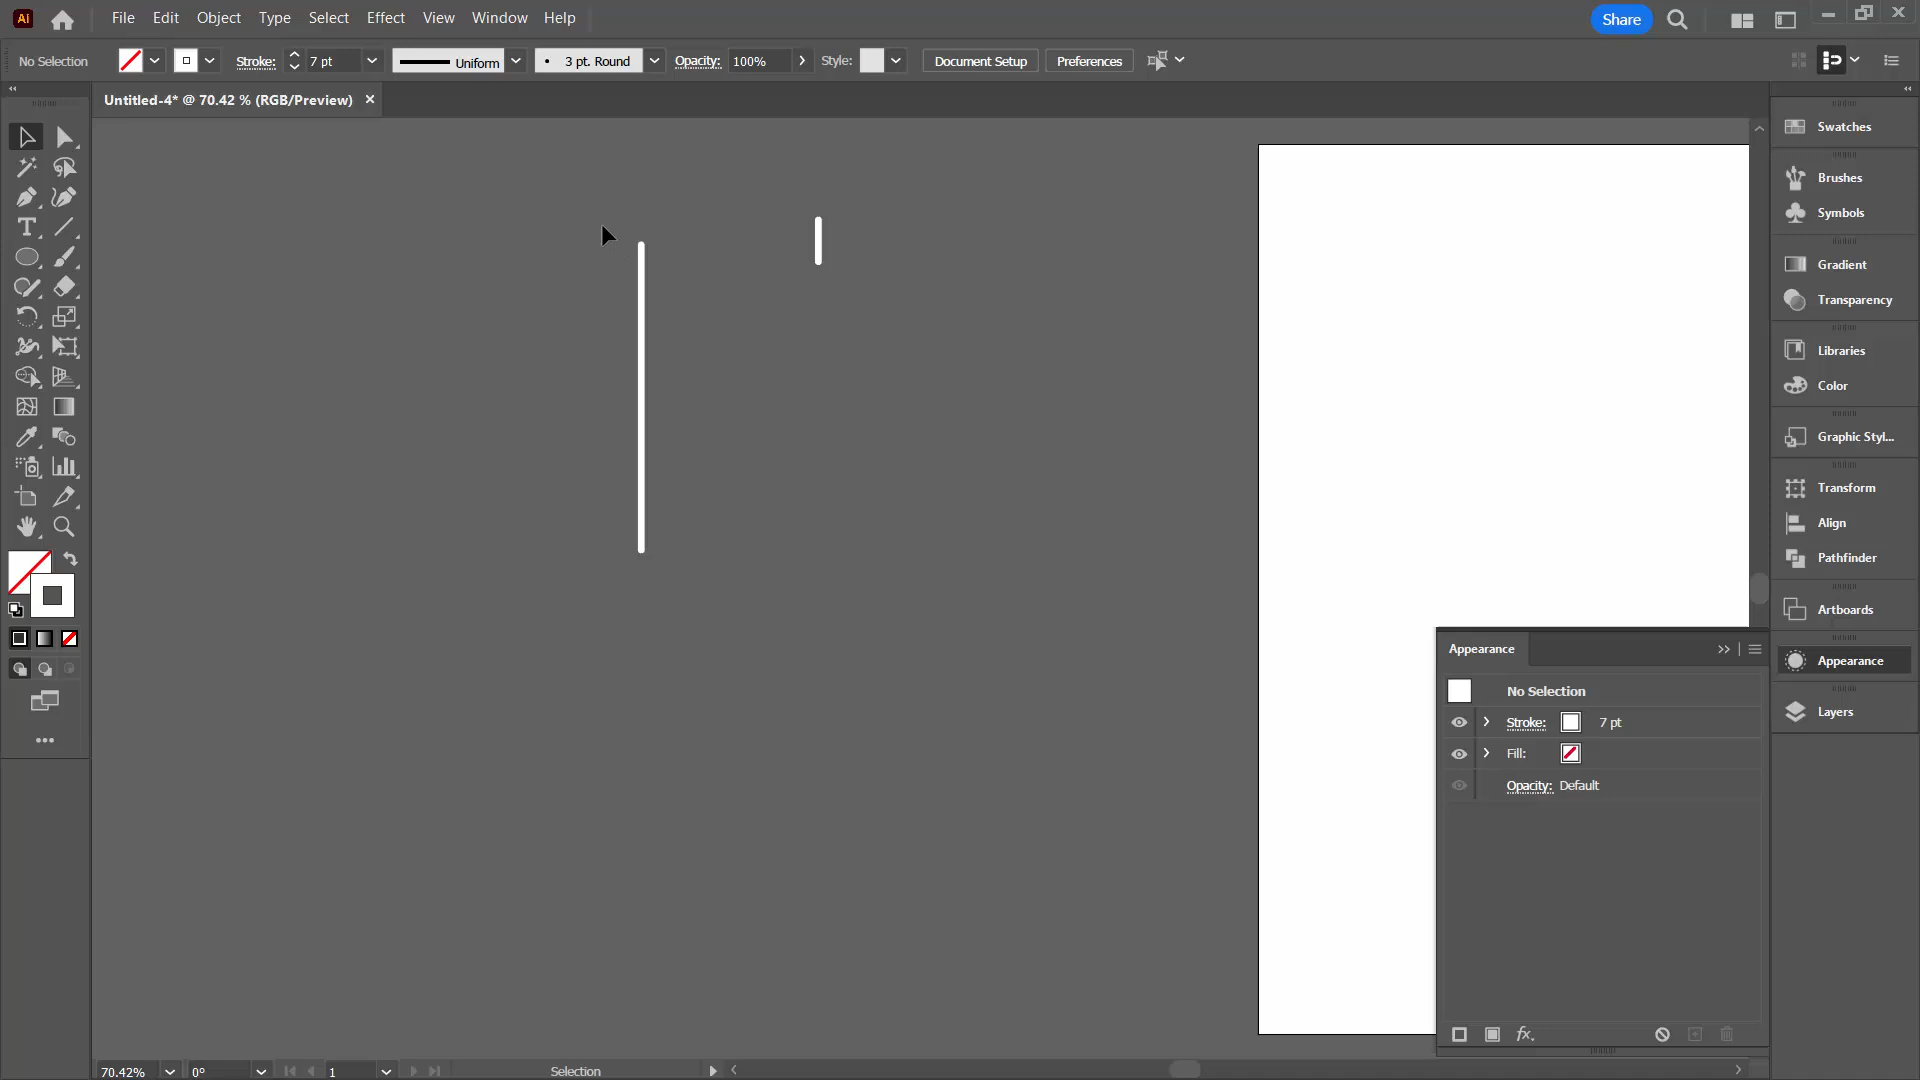 Ai
File Edit Object Type Select Effect View Window Help
Share
No Selection
Stroke: 7 pt
Uniform
3 pt. Round
Opacity: 100%
Style:
Document Setup
Preferences
Untitled-4* @ 70.42 % (RGB/Preview)
Swatches
Brushes
Symbols
Gradient
Transparency
Libraries
Color
Graphic Styl...
Transform
Align
Pathfinder
Artboards
Appearance
Layers
Appearance
No Selection
Stroke: 7 pt
Fill:
Opacity: Default
fx
70.42% 0° 1 Selection